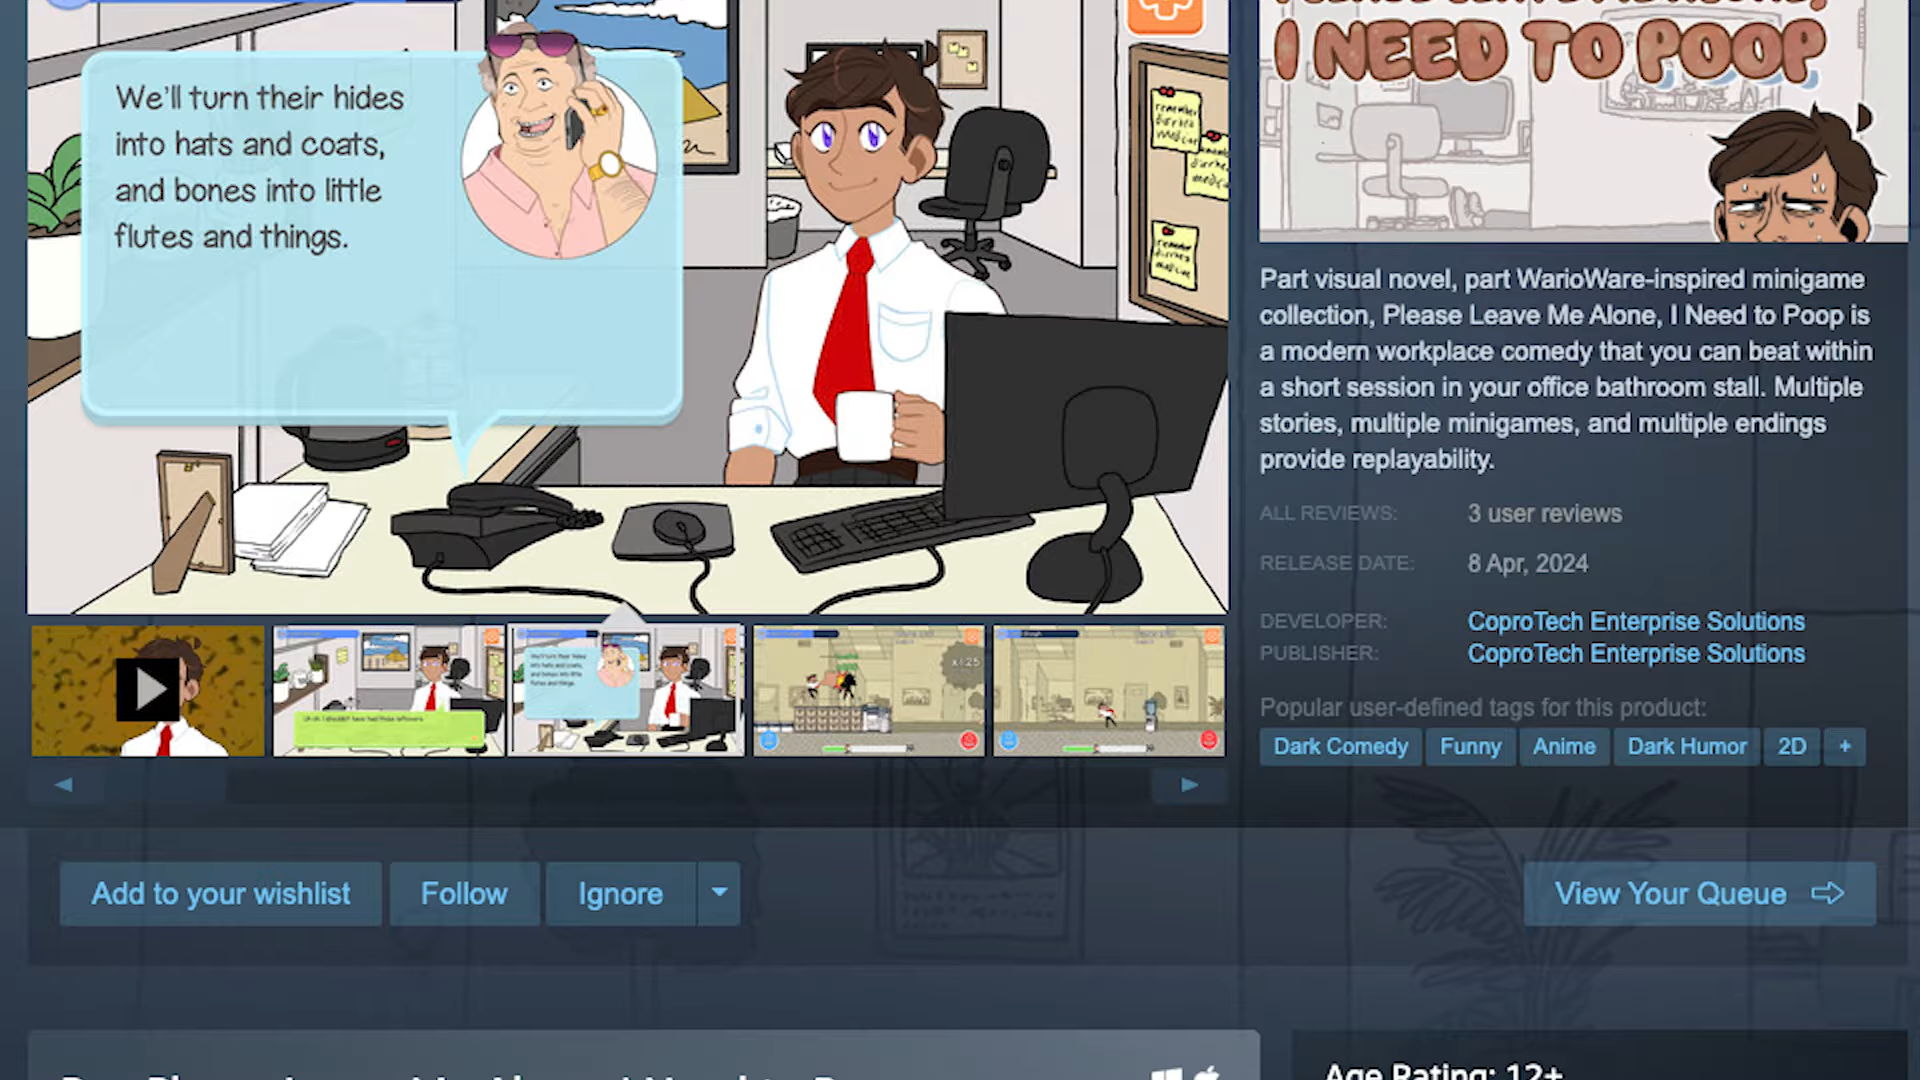 We'll turn their hides
into hats and coats,
and bones into little
flutes and things.
remember
diarrhea
medicine
I NEED TO POOP
Part visual novel, part WarioWare-inspired minigame
collection, Please Leave Me Alone, I Need to Poop is
a modern workplace comedy that you can beat within
a short session in your office bathroom stall. Multiple
stories, multiple minigames, and multiple endings
provide replayability.
ALL REVIEWS: 3 user reviews
RELEASE DATE: 8 Apr, 2024
DEVELOPER: CoproTech Enterprise Solutions
PUBLISHER: CoproTech Enterprise Solutions
Popular user-defined tags for this product:
Dark Comedy Funny Anime Dark Humor 2D +
x1.25
Add to your wishlist Follow Ignore View Your Queue
Age Rating: 12+